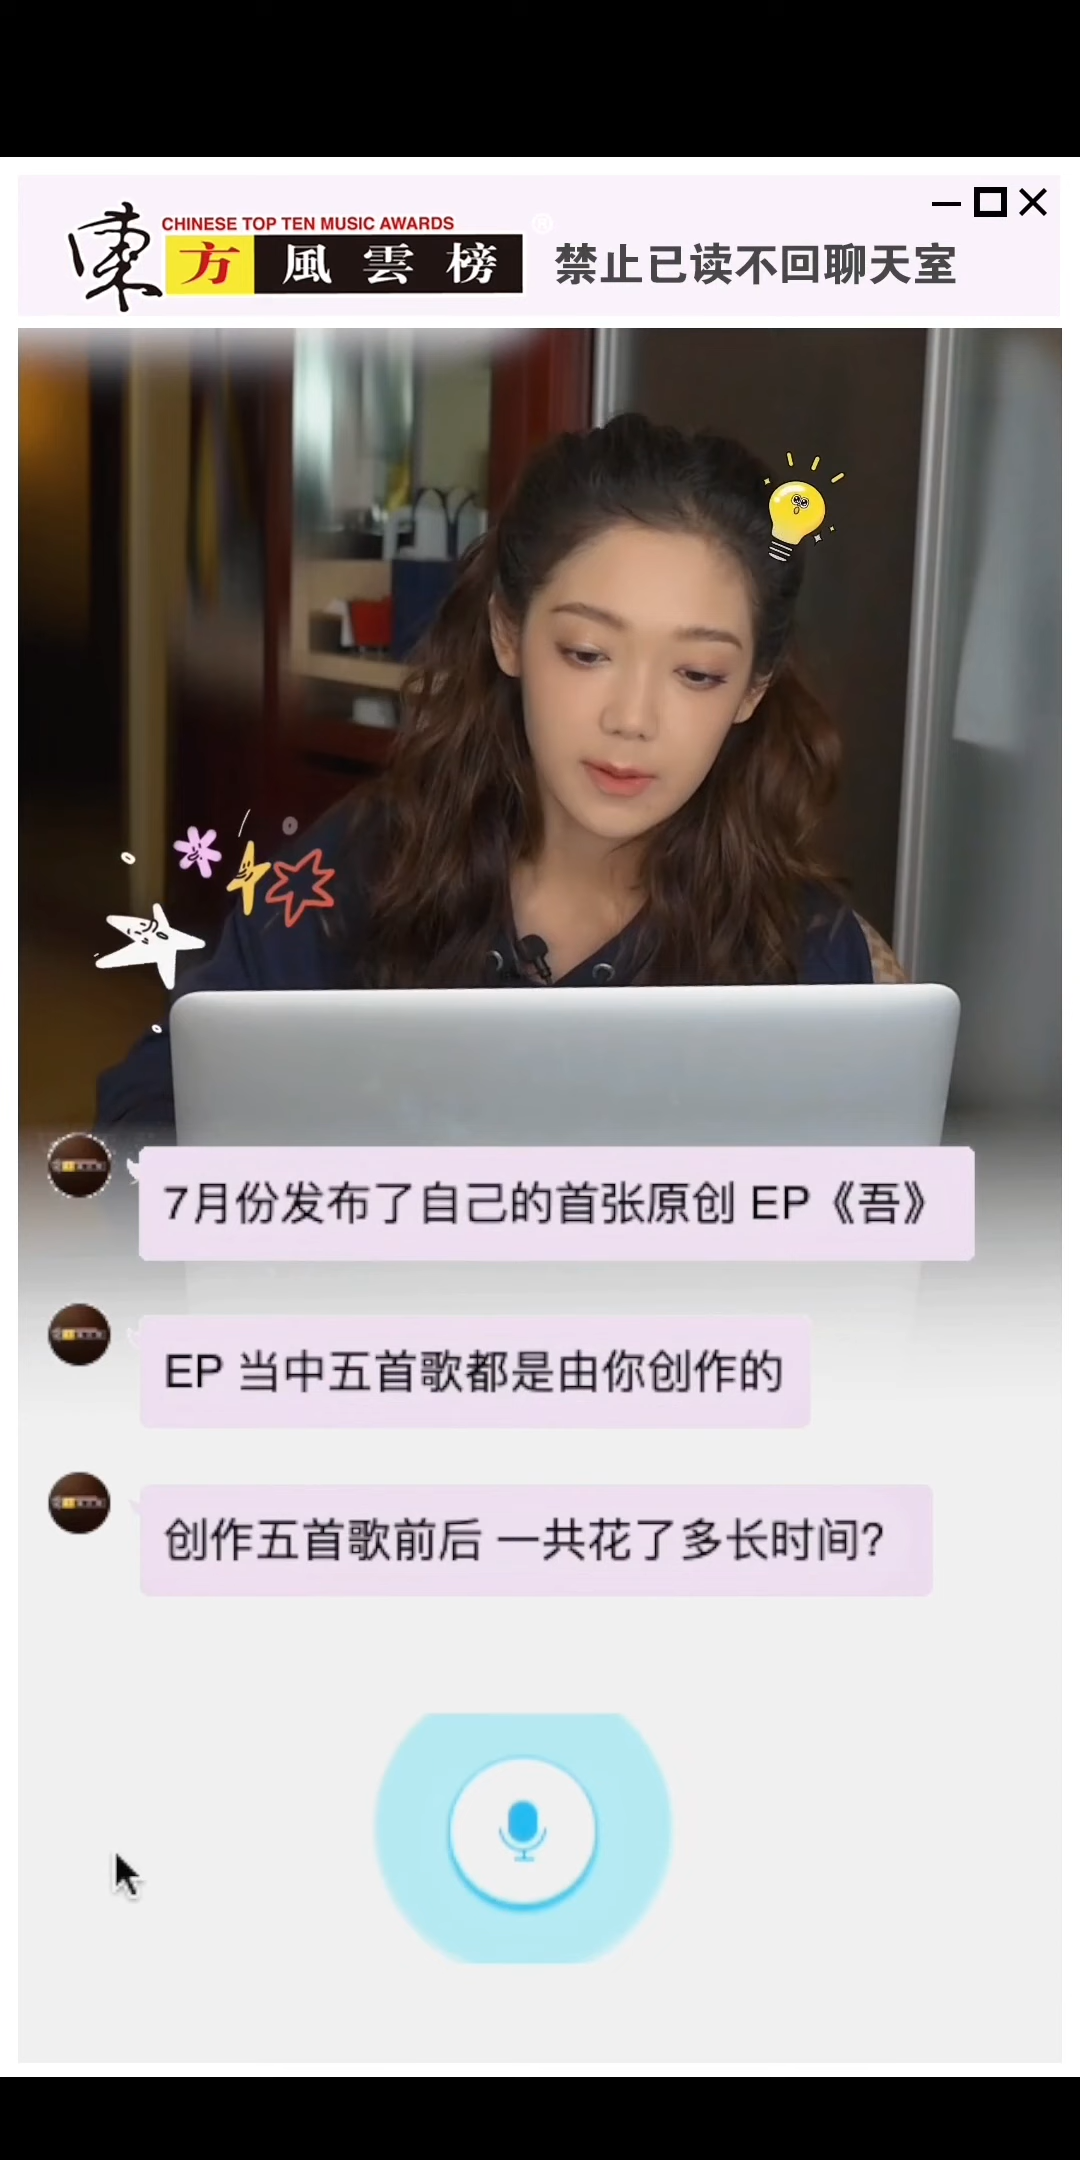 東方風雲榜
CHINESE TOP TEN MUSIC AWARDS
®
禁止已读不回聊天室
7月份发布了自己的首张原创 EP《吾》
EP 当中五首歌都是由你创作的
创作五首歌前后 一共花了多长时间?